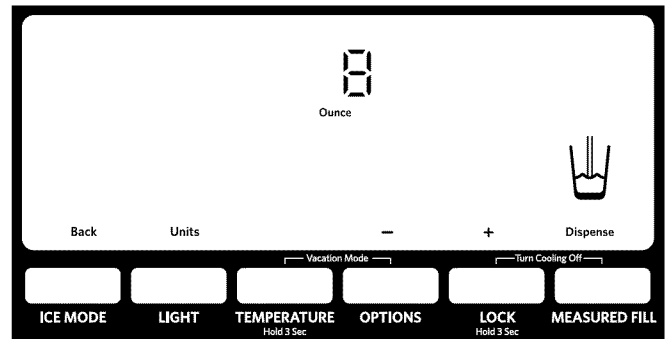 8
Ounce
Back Units − + Dispense
Vacation Mode Turn Cooling Off
ICE MODE LIGHT TEMPERATURE OPTIONS LOCK MEASURED FILL
Hold 3 Sec Hold 3 Sec